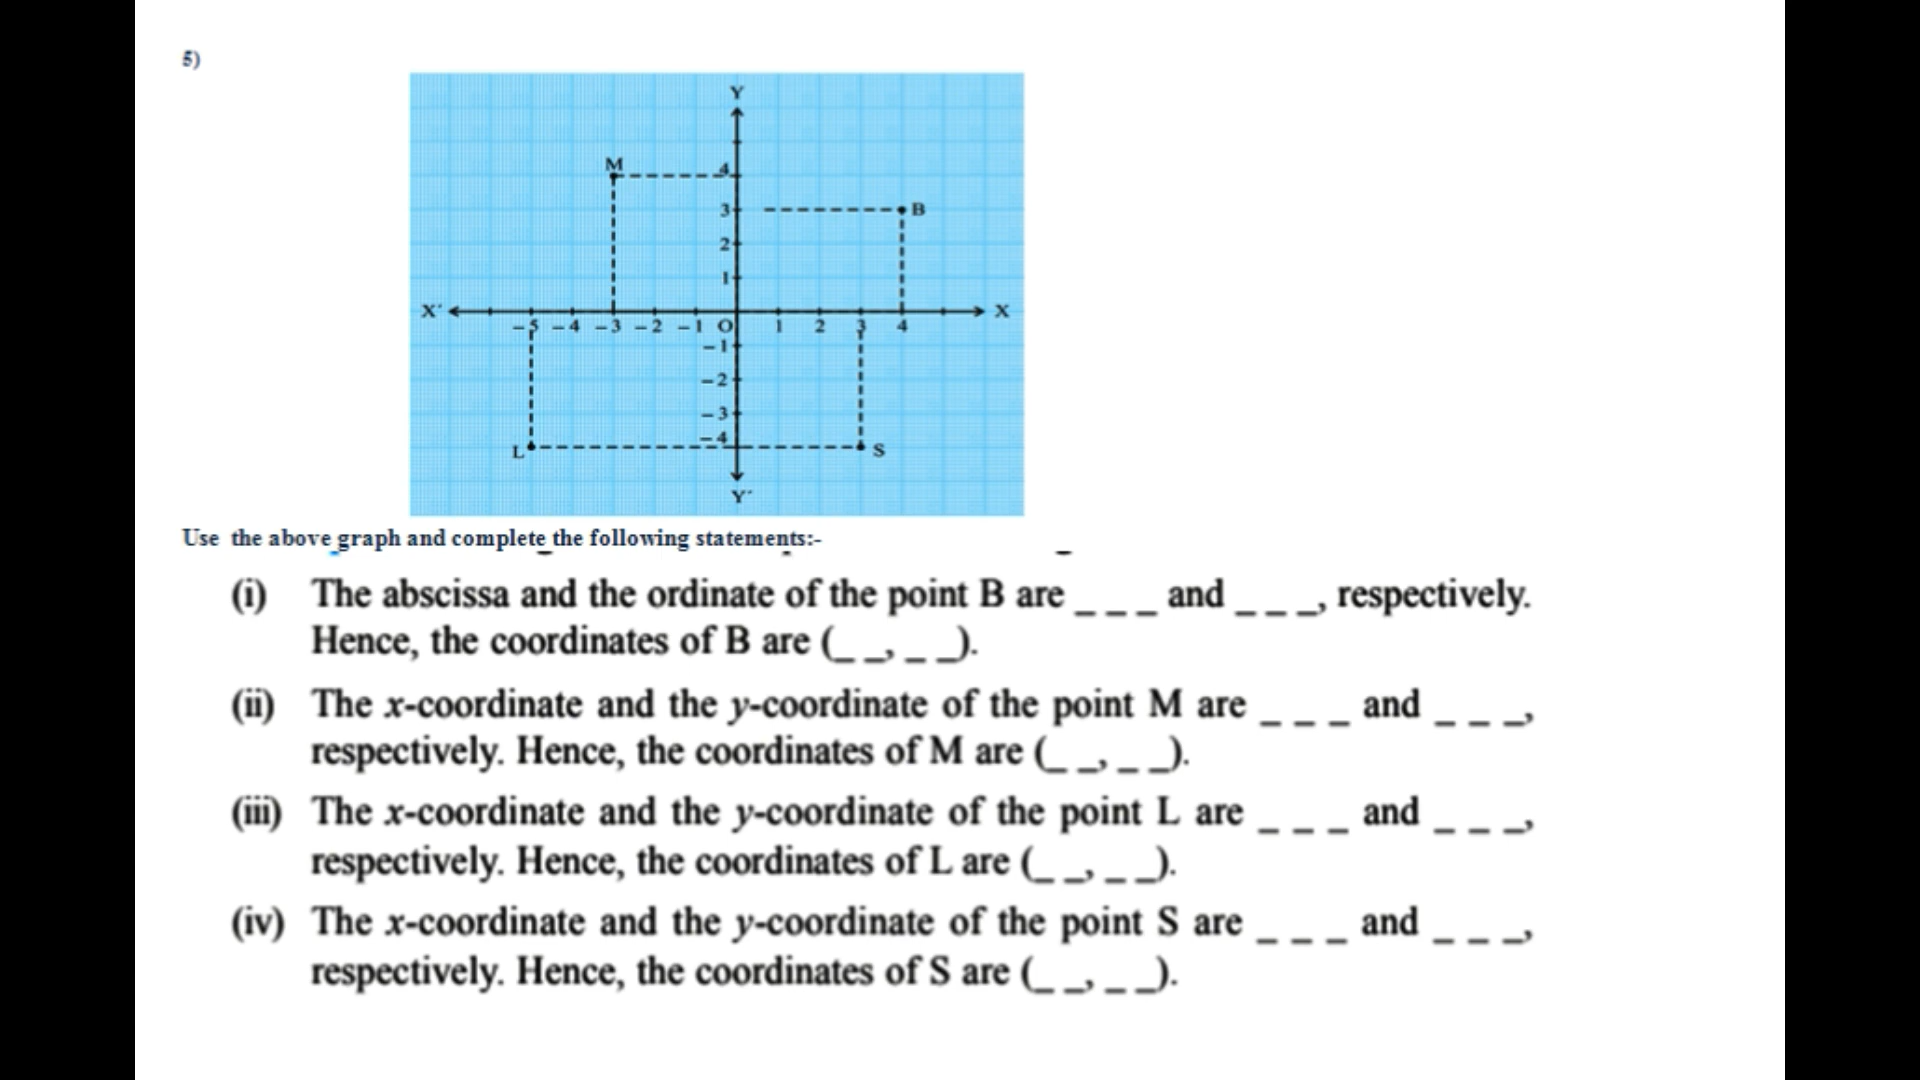 5)
Y
M
4
3
B
2
1
X' X
-5 -4 -3 -2 -1 O 1 2 3 4
-1
-2
-3
-4
L S
Y'
Use the above graph and complete the following statements:-
(i) The abscissa and the ordinate of the point B are _ _ _ and _ _ _, respectively.
Hence, the coordinates of B are (_ _, _ _).
(ii) The x-coordinate and the y-coordinate of the point M are _ _ _ and _ _ _,
respectively. Hence, the coordinates of M are (_ _, _ _).
(iii) The x-coordinate and the y-coordinate of the point L are _ _ _ and _ _ _,
respectively. Hence, the coordinates of L are (_ _, _ _).
(iv) The x-coordinate and the y-coordinate of the point S are _ _ _ and _ _ _,
respectively. Hence, the coordinates of S are (_ _, _ _).